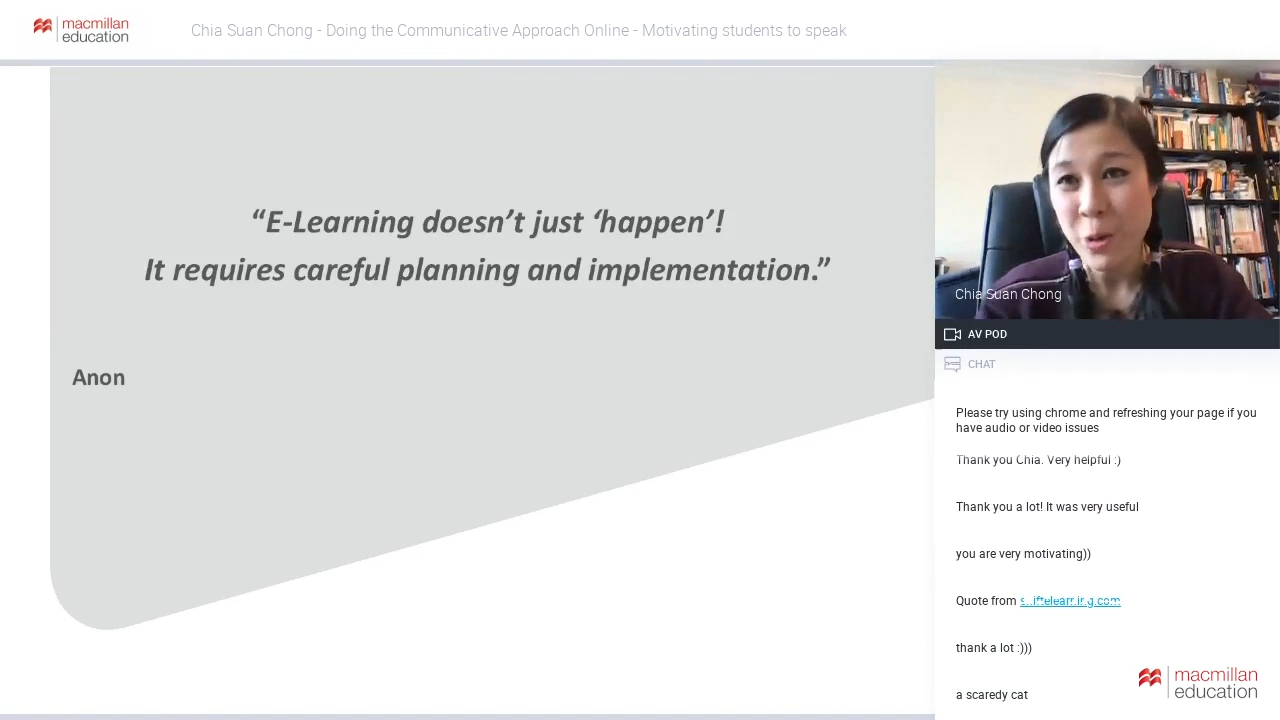 macmillan
education
Chia Suan Chong - Doing the Communicative Approach Online - Motivating students to speak
“E-Learning doesn’t just ‘happen’!
It requires careful planning and implementation.”
Anon
Chia Suan Chong
AV POD
CHAT
Please try using chrome and refreshing your page if you
have audio or video issues
Thank you Chia. Very helpful :)
Thank you a lot! It was very useful
you are very motivating))
Quote from
thank a lot :)))
a scaredy cat
macmillan
education